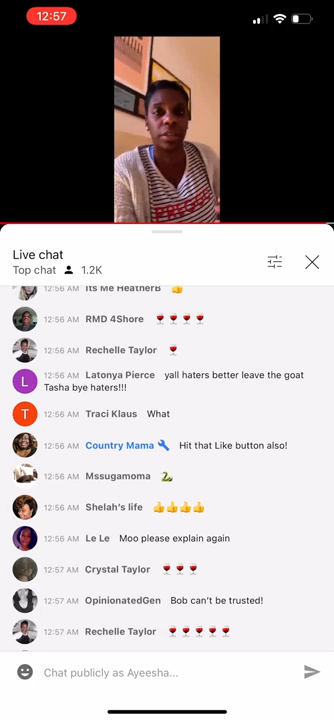 12:57
Live chat
Top chat 1.2K
12:56 AM Its Me HeatherB 👍
12:56 AM RMD 4Shore 🍷🍷🍷🍷
12:56 AM Rechelle Taylor 🍷
12:56 AM Latonya Pierce yall haters better leave the goat
Tasha bye haters!!!
L
12:56 AM Traci Klaus What
T
12:56 AM Country Mama 🔧 Hit that Like button also!
12:56 AM Mssugamoma 🐍
12:56 AM Shelah's life 👍👍👍👍
12:56 AM Le Le Moo please explain again
12:57 AM Crystal Taylor 🍷🍷🍷
12:57 AM OpinionatedGen Bob can't be trusted!
12:57 AM Rechelle Taylor 🍷🍷🍷🍷🍷
Chat publicly as Ayeesha...